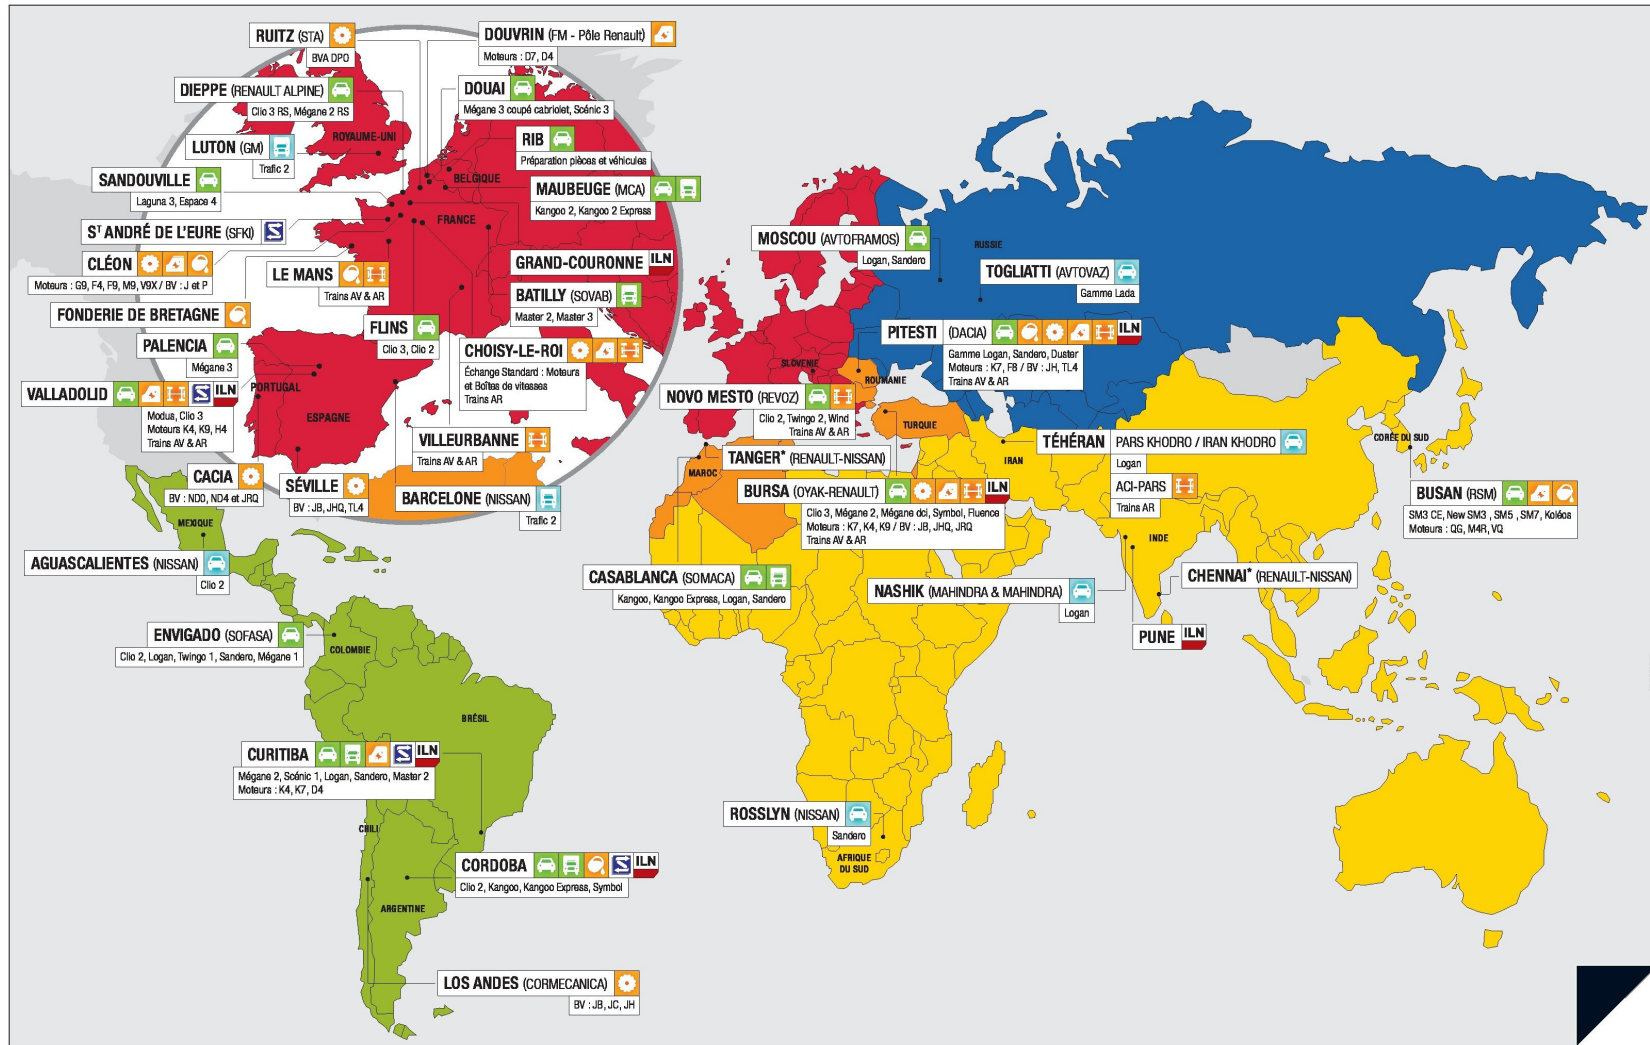 RUITZ (STA)
BVA DPO
DOUVRIN (FM - Pôle Renault)
Moteurs : D7, D4
DIEPPE (RENAULT ALPINE)
Clio 3 RS, Mégane 2 RS
DOUAI
Mégane 3 coupé cabriolet, Scénic 3
ROYAUME-UNI
LUTON (GM)
Trafic 2
RIB
Préparation pièces et véhicules
SANDOUVILLE
Laguna 3, Espace 4
BELGIQUE
MAUBEUGE (MCA)
Kangoo 2, Kangoo 2 Express
ST ANDRÉ DE L'EURE (SFKI)
FRANCE
CLÉON
Moteurs : G9, F4, F9, M9, V9X / BV : J et P
LE MANS
Trains AV & AR
GRAND-COURONNE ILN
BATILLY (SOVAB)
Master 2, Master 3
FONDERIE DE BRETAGNE
FLINS
Clio 3, Clio 2
PALENCIA
Mégane 3
CHOISY-LE-ROI
Échange Standard : Moteurs
et Boîtes de vitesses
Trains AR
VALLADOLID ILN
Modus, Clio 3
Moteurs K4, K9, H4
Trains AV & AR
PORTUGAL
ESPAGNE
VILLEURBANNE
Trains AV & AR
CACIA
BV : ND0, ND4 et JRQ
SÉVILLE
BV : JB, JHQ, TL4
BARCELONE (NISSAN)
Trafic 2
MEXIQUE
AGUASCALIENTES (NISSAN)
Clio 2
ENVIGADO (SOFASA)
Clio 2, Logan, Twingo 1, Sandero, Mégane 1
COLOMBIE
BRÉSIL
CURITIBA ILN
Mégane 2, Scénic 1, Logan, Sandero, Master 2
Moteurs : K4, K7, D4
CHILI
CORDOBA ILN
Clio 2, Kangoo, Kangoo Express, Symbol
ARGENTINE
LOS ANDES (CORMECANICA)
BV : JB, JC, JH
MOSCOU (AVTOFRAMOS)
Logan, Sandero
RUSSIE
TOGLIATTI (AVTOVAZ)
Gamme Lada
PITESTI (DACIA) ILN
Gamme Logan, Sandero, Duster
Moteurs : K7, F8 / BV : JH, TL4
Trains AV & AR
SLOVENIE
ROUMANIE
NOVO MESTO (REVOZ)
Clio 2, Twingo 2, Wind
Trains AV & AR
TURQUIE
TANGER* (RENAULT-NISSAN)
MAROC
IRAN
TÉHÉRAN PARS KHODRO / IRAN KHODRO
Logan
ACI-PARS
Trains AR
CORÉE DU SUD
BUSAN (RSM)
SM3 CE, New SM3 , SM5 , SM7, Koléos
Moteurs : QG, M4R, VQ
BURSA (OYAK-RENAULT) ILN
Clio 3, Mégane 2, Mégane dci, Symbol, Fluence
Moteurs : K7, K4, K9 / BV : JB, JHQ, JRQ
Trains AV & AR
INDE
CASABLANCA (SOMACA)
Kangoo, Kangoo Express, Logan, Sandero
NASHIK (MAHINDRA & MAHINDRA)
Logan
CHENNAI* (RENAULT-NISSAN)
PUNE ILN
ROSSLYN (NISSAN)
Sandero
AFRIQUE
DU SUD